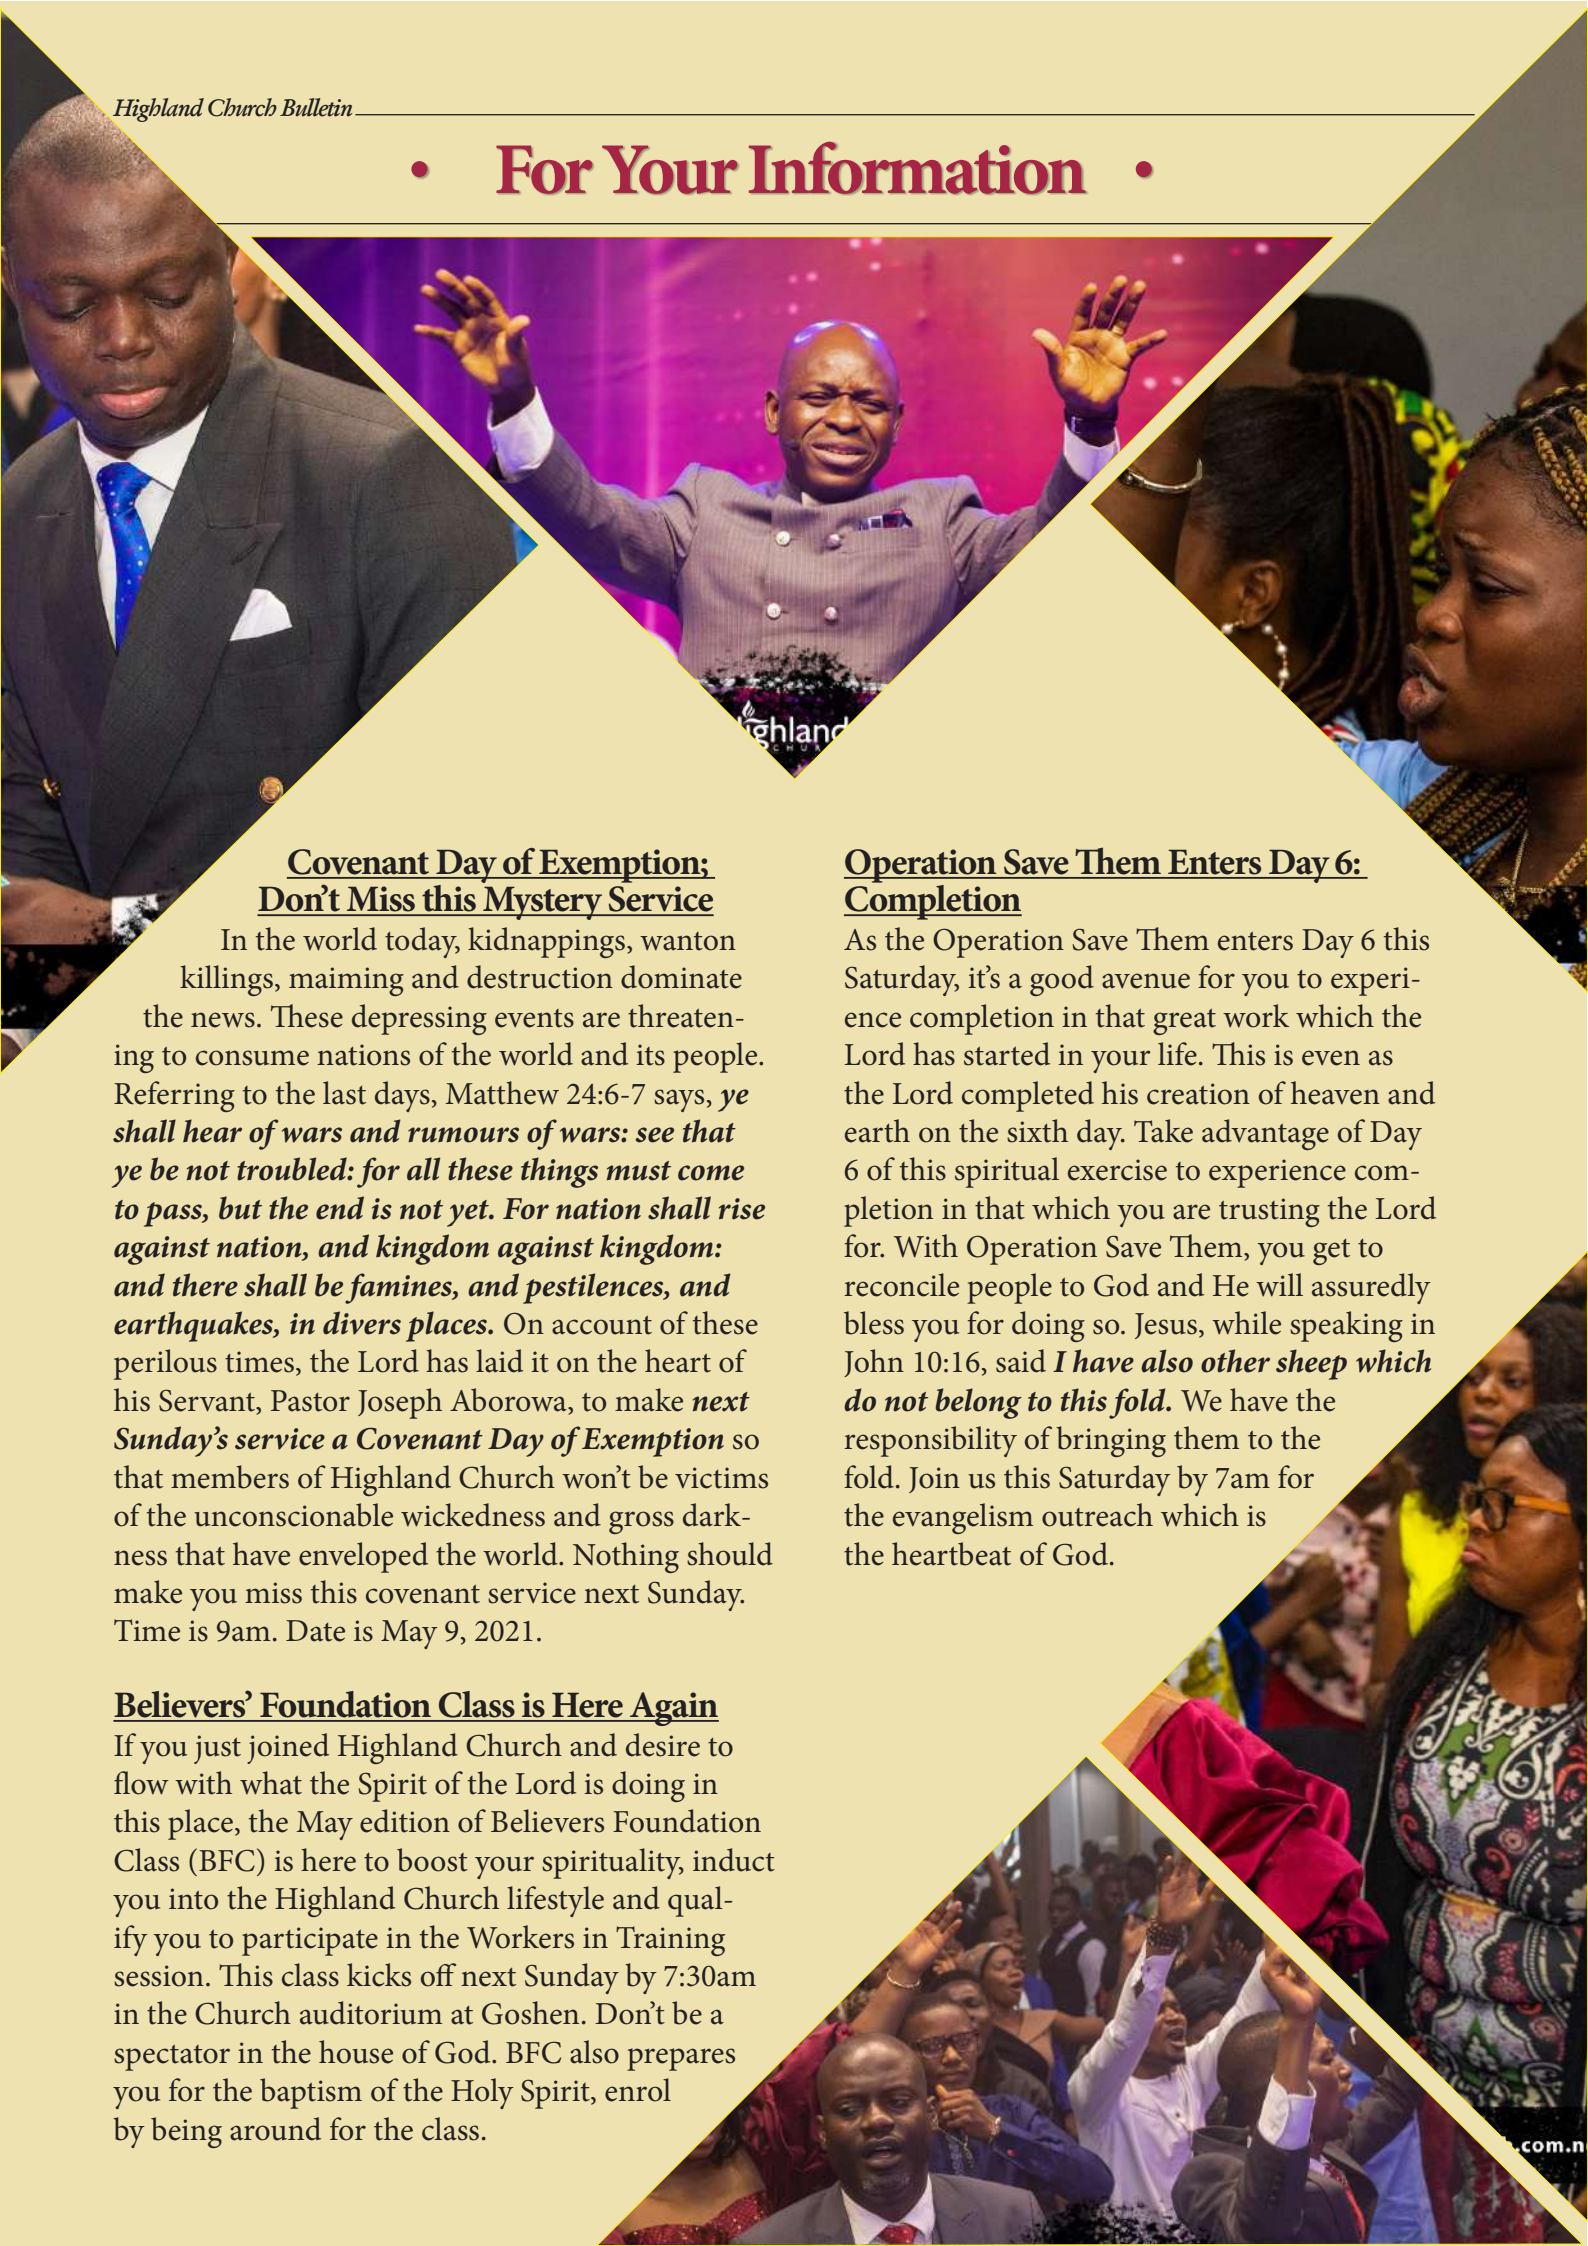 Highland Church Bulletin
• For Your Information •
ighland
CHUR
Covenant Day of Exemption;
Don’t Miss this Mystery Service
In the world today, kidnappings, wanton
killings, maiming and destruction dominate
the news. These depressing events are threaten-
ing to consume nations of the world and its people.
Referring to the last days, Matthew 24:6-7 says, ye
shall hear of wars and rumours of wars: see that
ye be not troubled: for all these things must come
to pass, but the end is not yet. For nation shall rise
against nation, and kingdom against kingdom:
and there shall be famines, and pestilences, and
earthquakes, in divers places. On account of these
perilous times, the Lord has laid it on the heart of
his Servant, Pastor Joseph Aborowa, to make next
Sunday’s service a Covenant Day of Exemption so
that members of Highland Church won’t be victims
of the unconscionable wickedness and gross dark-
ness that have enveloped the world. Nothing should
make you miss this covenant service next Sunday.
Time is 9am. Date is May 9, 2021.
Believers’ Foundation Class is Here Again
If you just joined Highland Church and desire to
flow with what the Spirit of the Lord is doing in
this place, the May edition of Believers Foundation
Class (BFC) is here to boost your spirituality, induct
you into the Highland Church lifestyle and qual-
ify you to participate in the Workers in Training
session. This class kicks off next Sunday by 7:30am
in the Church auditorium at Goshen. Don’t be a
spectator in the house of God. BFC also prepares
you for the baptism of the Holy Spirit, enrol
by being around for the class.
Operation Save Them Enters Day 6:
Completion
As the Operation Save Them enters Day 6 this
Saturday, it’s a good avenue for you to experi-
ence completion in that great work which the
Lord has started in your life. This is even as
the Lord completed his creation of heaven and
earth on the sixth day. Take advantage of Day
6 of this spiritual exercise to experience com-
pletion in that which you are trusting the Lord
for. With Operation Save Them, you get to
reconcile people to God and He will assuredly
bless you for doing so. Jesus, while speaking in
John 10:16, said I have also other sheep which
do not belong to this fold. We have the
responsibility of bringing them to the
fold. Join us this Saturday by 7am for
the evangelism outreach which is
the heartbeat of God.
.com.n